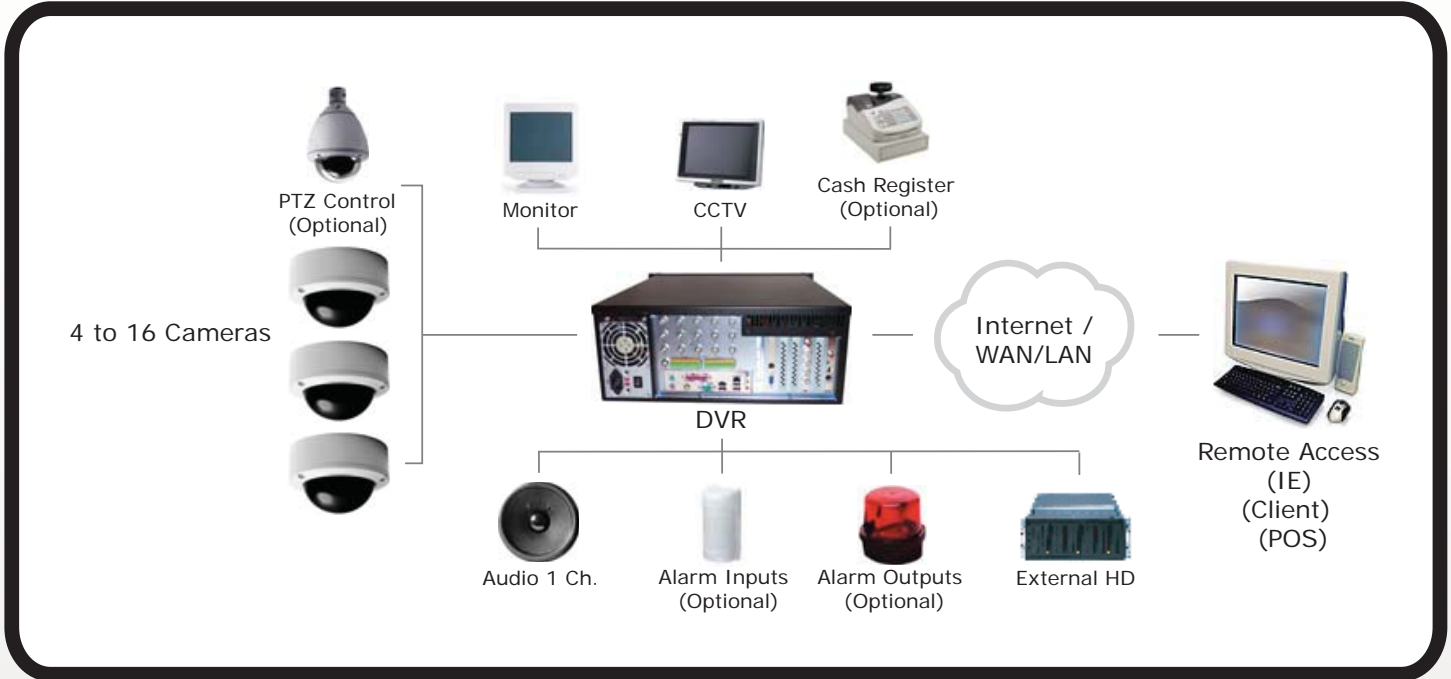 PTZ Control
(Optional)
4 to 16 Cameras
Monitor
CCTV
Cash Register
(Optional)
DVR
Internet /
WAN/LAN
Remote Access
(IE)
(Client)
(POS)
Audio 1 Ch.
Alarm Inputs
(Optional)
Alarm Outputs
(Optional)
External HD